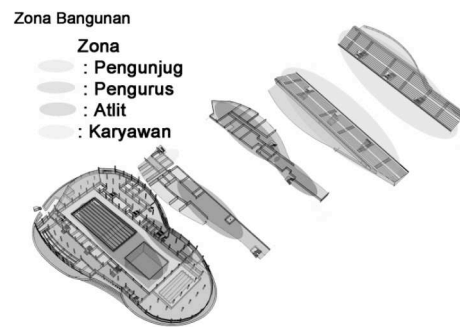 Zona Bangunan
Zona
: Pengunjug
: Pengurus
: Atlit
: Karyawan